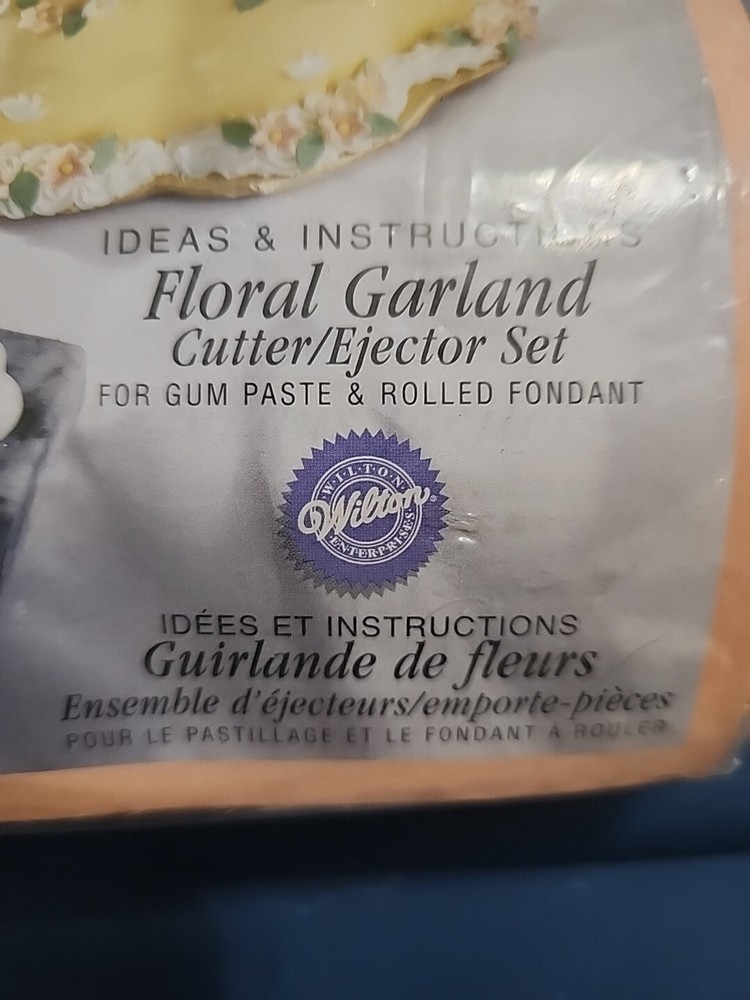 IDEAS & INSTRUCTIONS
Floral Garland
Cutter/Ejector Set
FOR GUM PASTE & ROLLED FONDANT
W·I·L·T·O·N
Wilton®
ENTERPRISES
IDÉES ET INSTRUCTIONS
Guirlande de fleurs
Ensemble d'éjecteurs/emporte-pièces
POUR LE PASTILLAGE ET LE FONDANT À ROULER